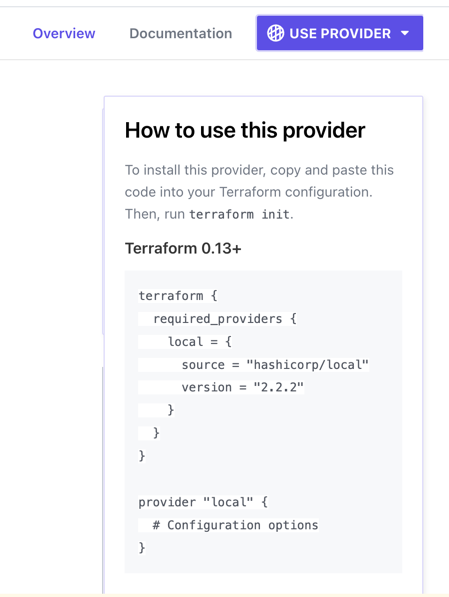 Overview Documentation USE PROVIDER
How to use this provider
To install this provider, copy and paste this
code into your Terraform configuration.
Then, run terraform init.
Terraform 0.13+
terraform {
  required_providers {
    local = {
      source = "hashicorp/local"
      version = "2.2.2"
    }
  }
}

provider "local" {
  # Configuration options
}